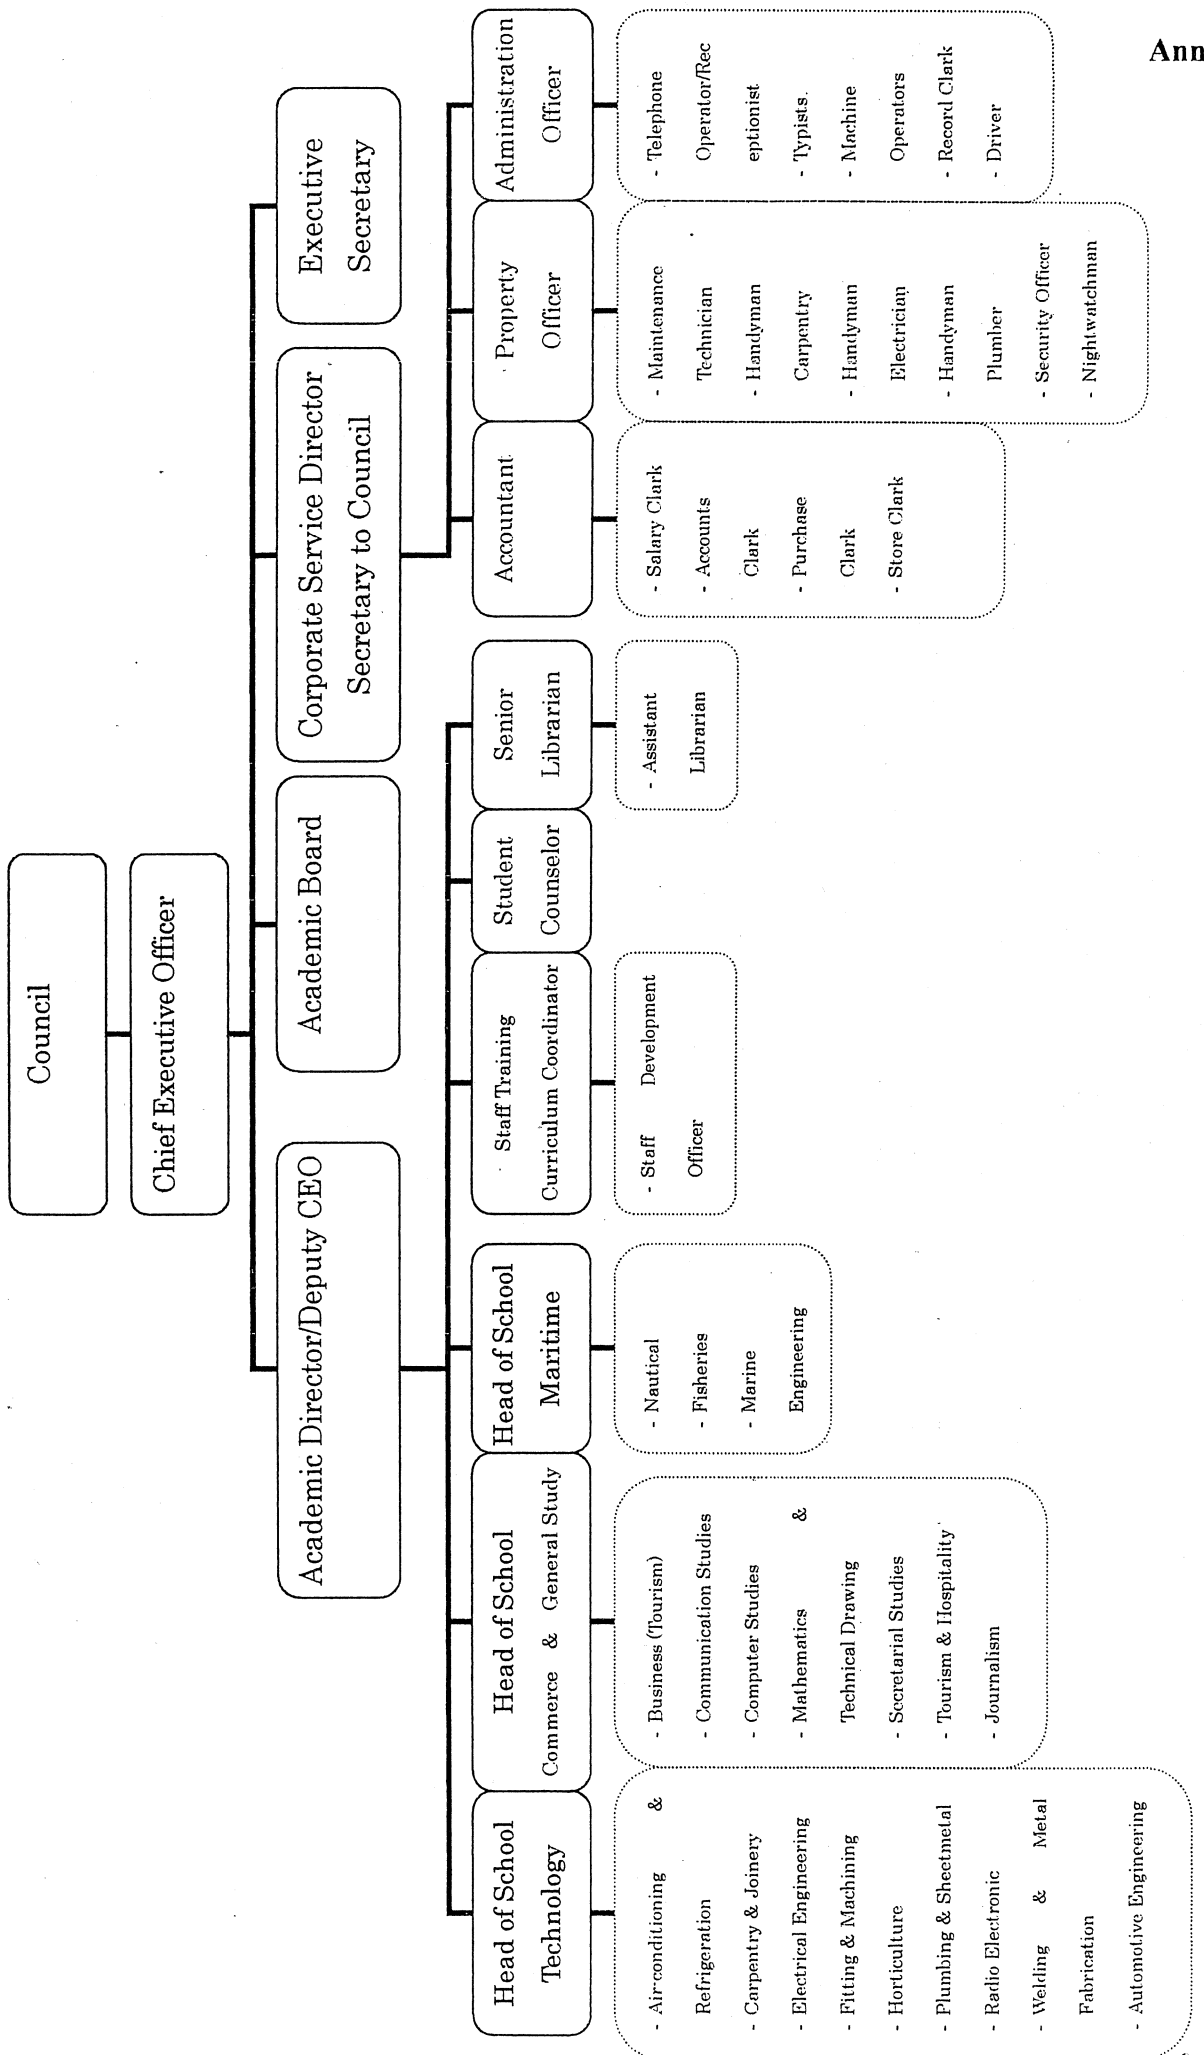 Ann
Council
Chief Executive Officer
Academic Director/Deputy CEO
Academic Board
Corporate Service Director
Secretary to Council
Executive
Secretary
Head of School
Technology
Head of School
Commerce & General Study
Head of School
Maritime
Staff Training
Curriculum Coordinator
Student
Counselor
Senior
Librarian
Accountant
Property
Officer
Administration
Officer
- Air-conditioning &
Refrigeration
- Carpentry & Joinery
- Electrical Engineering
- Fitting & Machining
- Horticulture
- Plumbing & Sheetmetal
- Radio Electronic
- Welding & Metal
Fabrication
- Automotive Engineering
- Business (Tourism)
- Communication Studies
- Computer Studies
- Mathematics &
Technical Drawing
- Secretarial Studies
- Tourism & Hospitality
- Journalism
- Nautical
- Fisheries
- Marine
Engineering
- Staff Development
Officer
- Assistant
Librarian
- Salary Clark
- Accounts
Clark
- Purchase
Clark
- Store Clark
- Maintenance
Technician
- Handyman
Carpentry
- Handyman
Electrician
- Handyman
Plumber
- Security Officer
- Nightwatchman
- Telephone
Operator/Rec
eptionist
- Typists.
- Machine
Operators
- Record Clark
- Driver